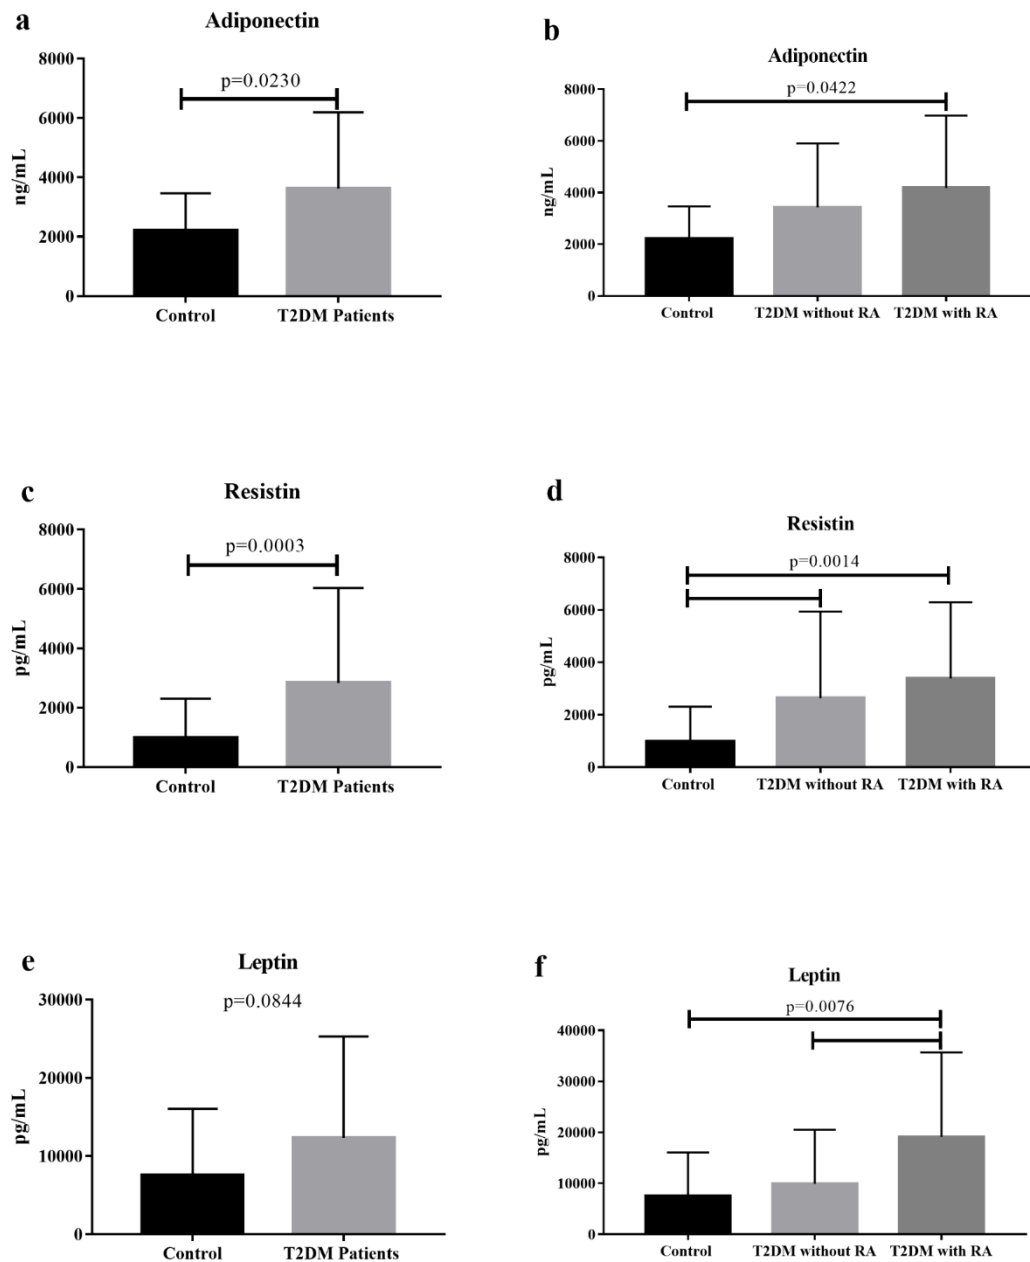 a
Adiponectin
8000
6000
4000
2000
0
ng/mL
p=0.0230
Control
T2DM Patients
b
Adiponectin
8000
6000
4000
2000
0
ng/mL
p=0.0422
Control
T2DM without RA
T2DM with RA
c
Resistin
8000
6000
4000
2000
0
pg/mL
p=0.0003
Control
T2DM Patients
d
Resistin
8000
6000
4000
2000
0
pg/mL
p=0.0014
Control
T2DM without RA
T2DM with RA
e
Leptin
30000
20000
10000
0
pg/mL
p=0.0844
Control
T2DM Patients
f
Leptin
40000
30000
20000
10000
0
pg/mL
p=0.0076
Control
T2DM without RA
T2DM with RA